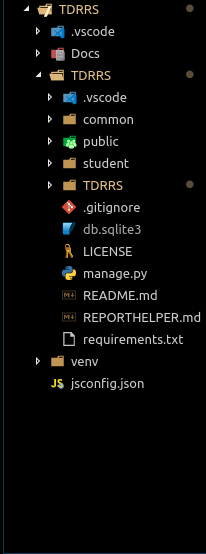 TDRRS
.vscode
Docs
TDRRS
.vscode
common
public
student
TDRRS
.gitignore
db.sqlite3
LICENSE
manage.py
README.md
REPORTHELPER.md
requirements.txt
venv
JS jsconfig.json